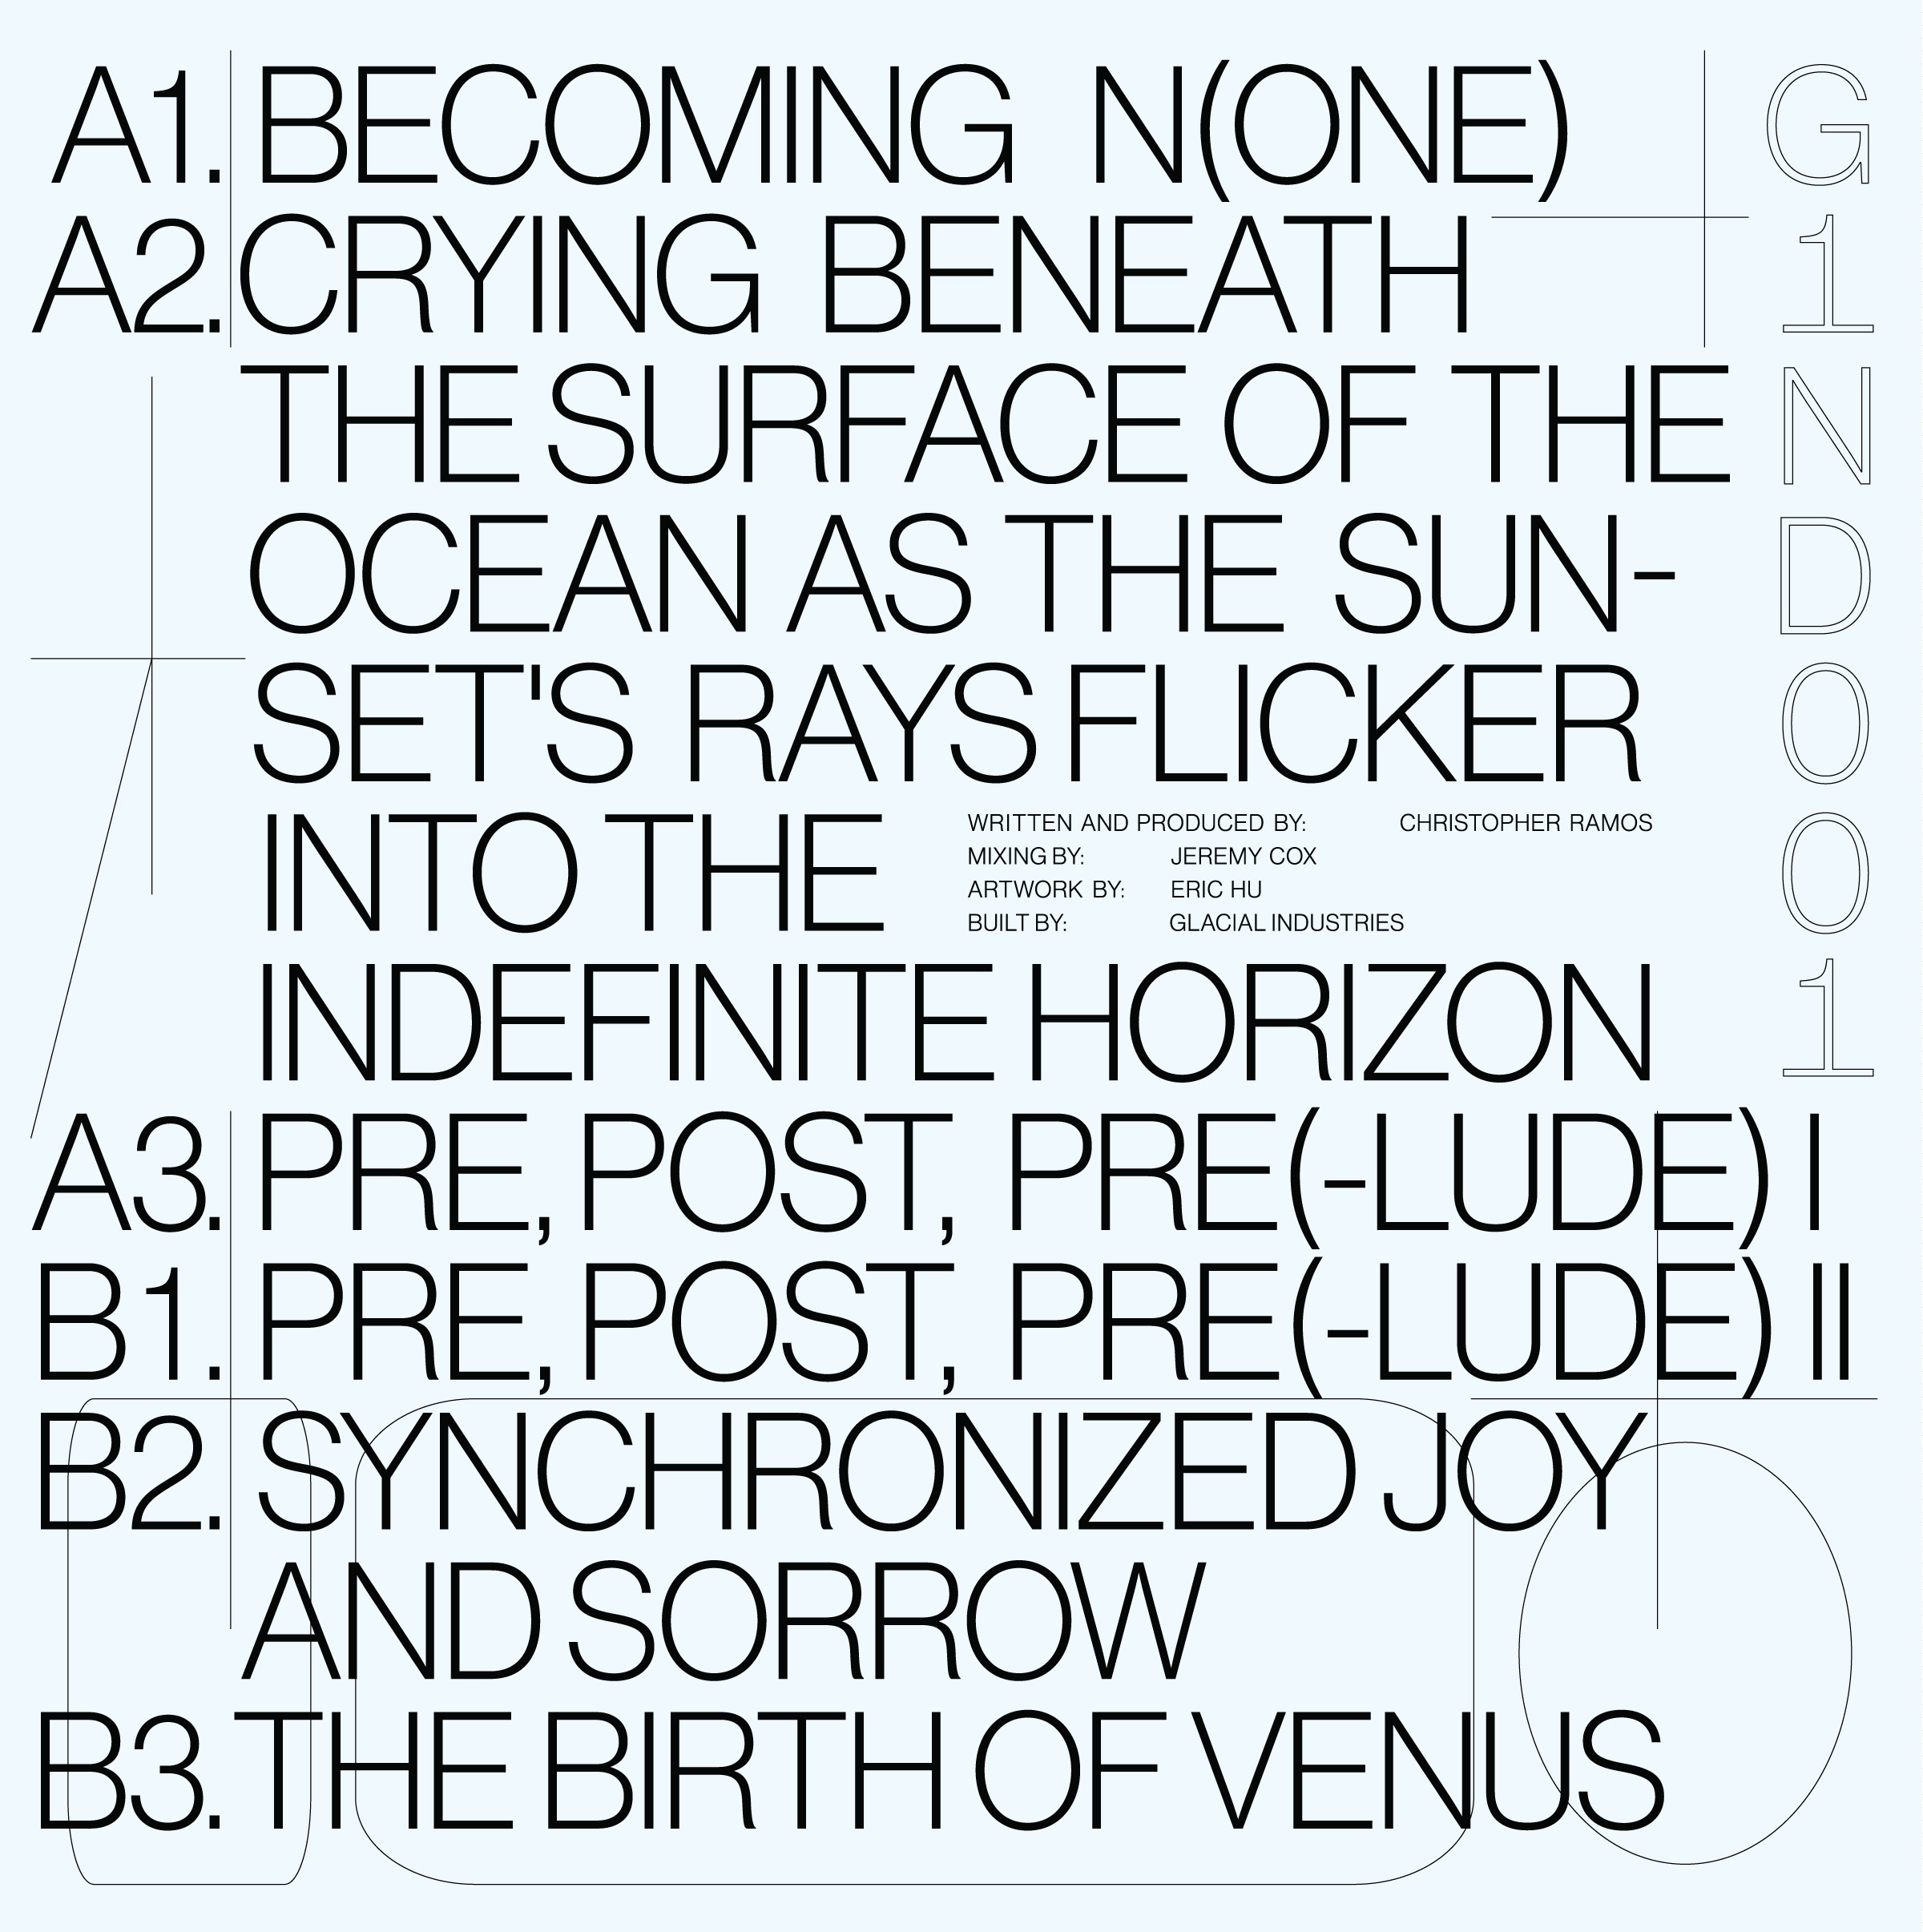 A1. BECOMING N(ONE)
A2. CRYING BENEATH
THE SURFACE OF THE
OCEAN AS THE SUN-
SET'S RAYS FLICKER
INTO THE
WRITTEN AND PRODUCED BY: CHRISTOPHER RAMOS
MIXING BY: JEREMY COX
ARTWORK BY: ERIC HU
BUILT BY: GLACIAL INDUSTRIES
INDEFINITE HORIZON
A3. PRE, POST, PRE(-LUDE) I
B1. PRE, POST, PRE(-LUDE) II
B2. SYNCHRONIZED JOY
AND SORROW
B3. THE BIRTH OF VENUS
G1ND001